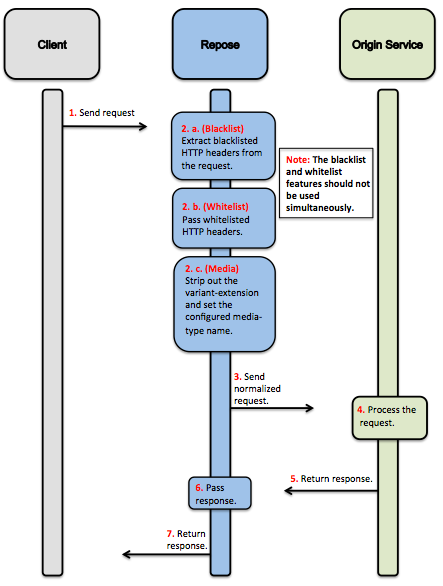 Client
Repose
Origin Service
1. Send request
2. a. (Blacklist)
Extract blacklisted
HTTP headers from
the request.
Note: The blacklist
and whitelist
features should not
be used
simultaneously.
2. b. (Whitelist)
Pass whitelisted
HTTP headers.
2. c. (Media)
Strip out the
variant-extension
and set the
configured media-
type name.
3. Send
normalized
request.
4. Process the
request.
5. Return response.
6. Pass
response.
7. Return
response.